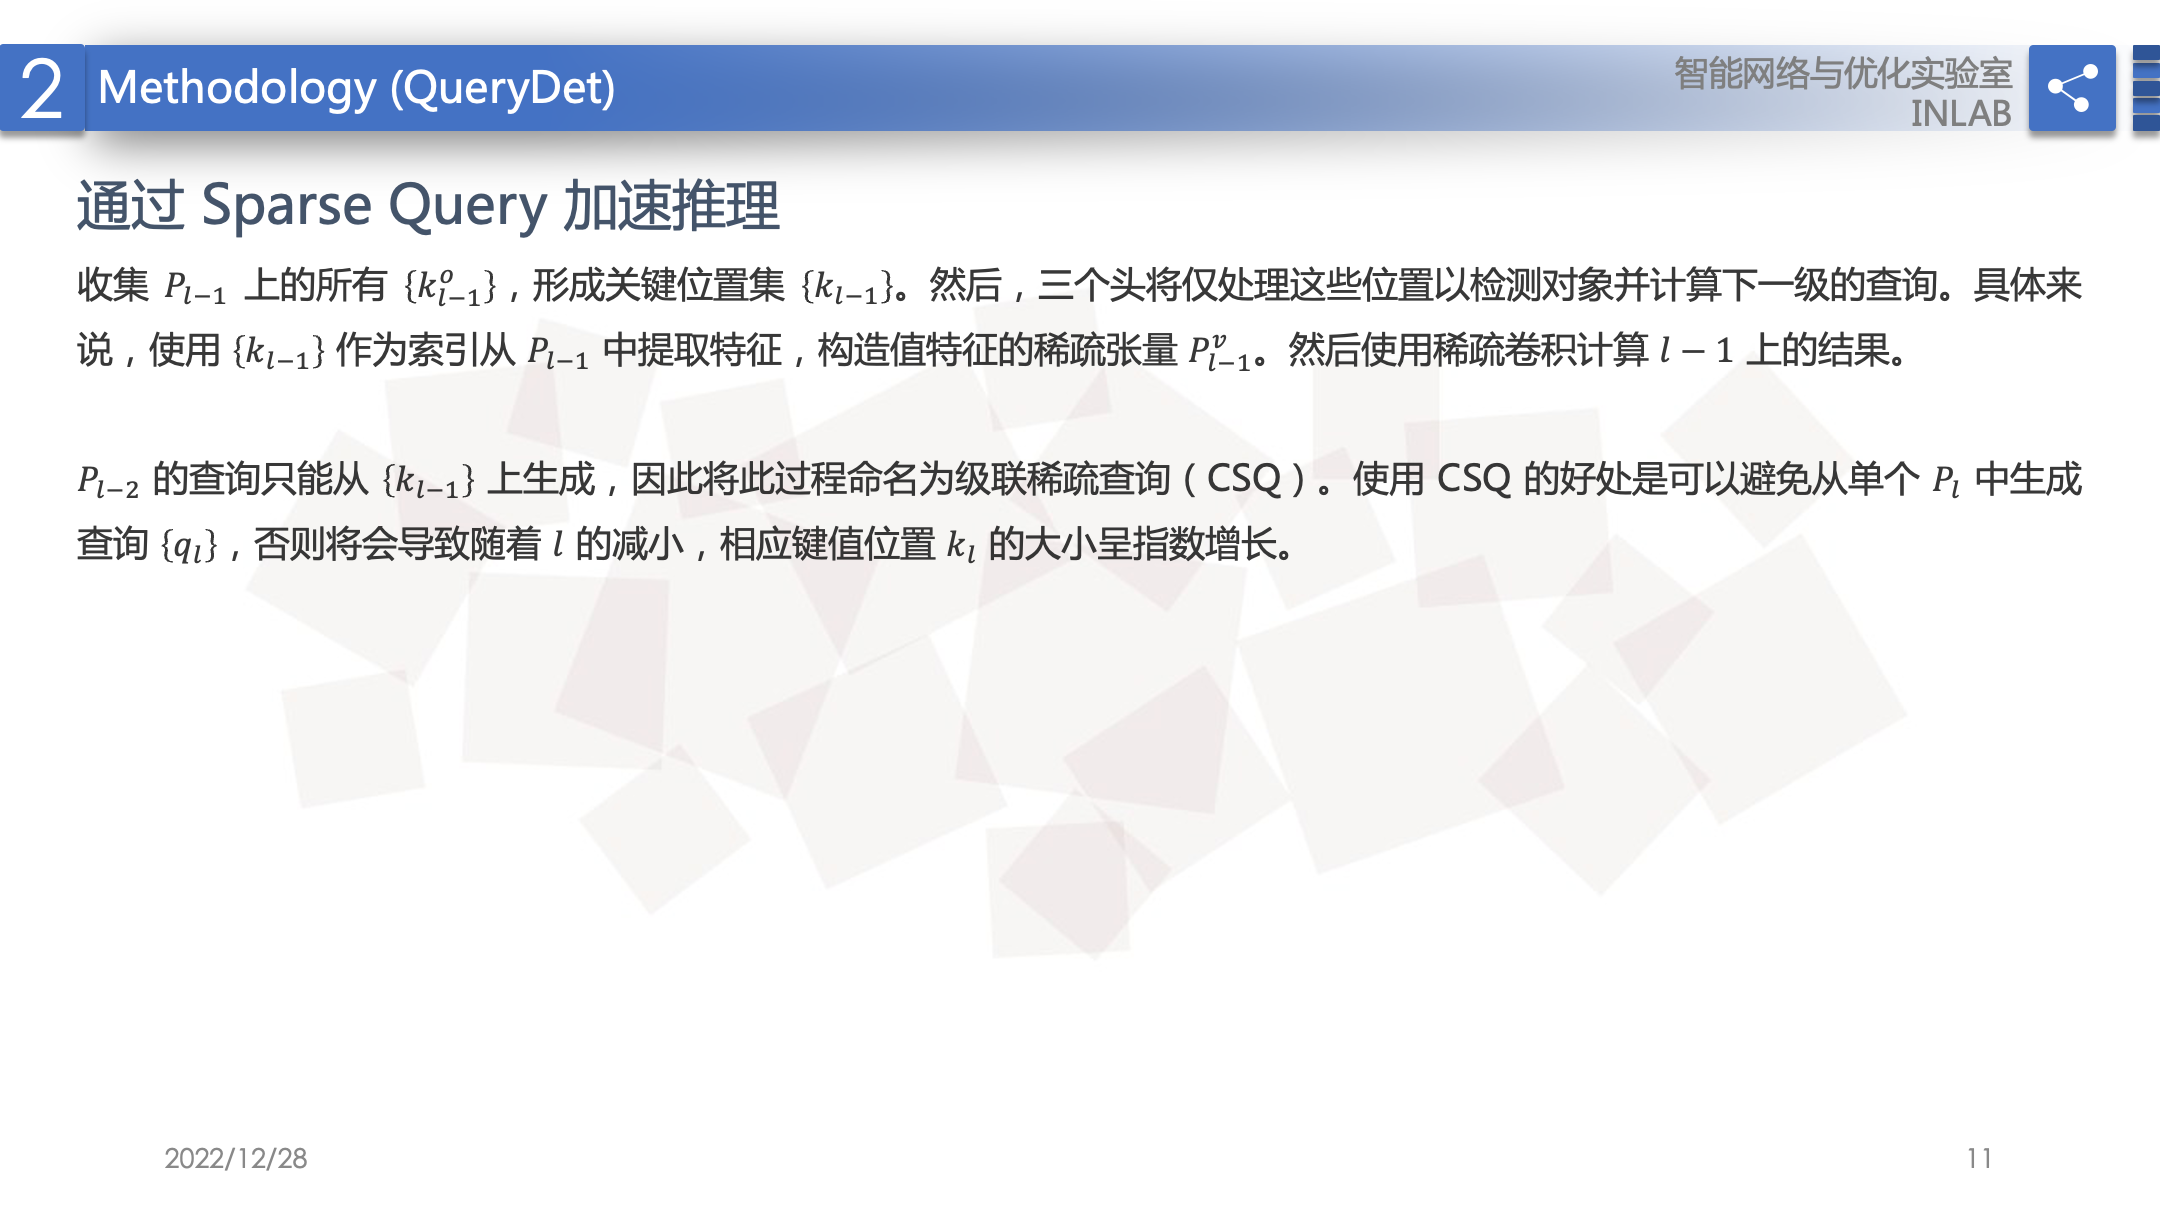 2 Methodology (QueryDet)
智能网络与优化实验室
INLAB
通过 Sparse Query 加速推理
收集 $P_{l-1}$ 上的所有 $\{k_{l-1}^{o}\}$，形成关键位置集 $\{k_{l-1}\}$。然后，三个头将仅处理这些位置以检测对象并计算下一级的查询。具体来
说，使用 $\{k_{l-1}\}$ 作为索引从 $P_{l-1}$ 中提取特征，构造值特征的稀疏张量 $P_{l-1}^{v}$。然后使用稀疏卷积计算 $l-1$ 上的结果。
$P_{l-2}$ 的查询只能从 $\{k_{l-1}\}$ 上生成，因此将此过程命名为级联稀疏查询（CSQ）。使用 CSQ 的好处是可以避免从单个 $P_{l}$ 中生成
查询 $\{q_{l}\}$，否则将会导致随着 $l$ 的减小，相应键值位置 $k_{l}$ 的大小呈指数增长。
2022/12/28
11